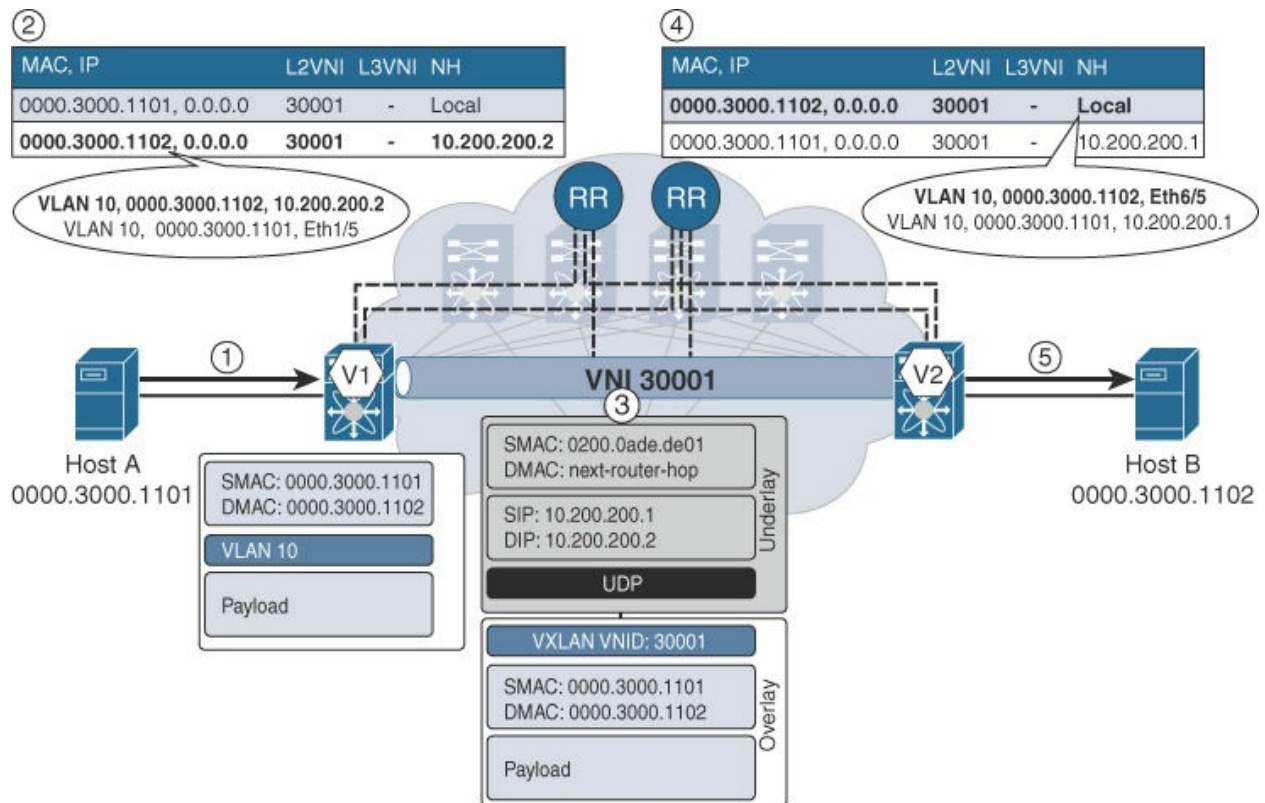 ②
④
MAC, IP L2VNI L3VNI NH
0000.3000.1101, 0.0.0.0 30001 - Local
0000.3000.1102, 0.0.0.0 30001 - 10.200.200.2
VLAN 10, 0000.3000.1102, 10.200.200.2
VLAN 10, 0000.3000.1101, Eth1/5
MAC, IP L2VNI L3VNI NH
0000.3000.1102, 0.0.0.0 30001 - Local
0000.3000.1101, 0.0.0.0 30001 - 10.200.200.1
VLAN 10, 0000.3000.1102, Eth6/5
VLAN 10, 0000.3000.1101, 10.200.200.1
RR
RR
①
V1
VNI 30001
V2
⑤
③
Host A
0000.3000.1101
Host B
0000.3000.1102
SMAC: 0000.3000.1101
DMAC: 0000.3000.1102
VLAN 10
Payload
SMAC: 0200.0ade.de01
DMAC: next-router-hop
SIP: 10.200.200.1
DIP: 10.200.200.2
UDP
Underlay
VXLAN VNID: 30001
SMAC: 0000.3000.1101
DMAC: 0000.3000.1102
Payload
Overlay